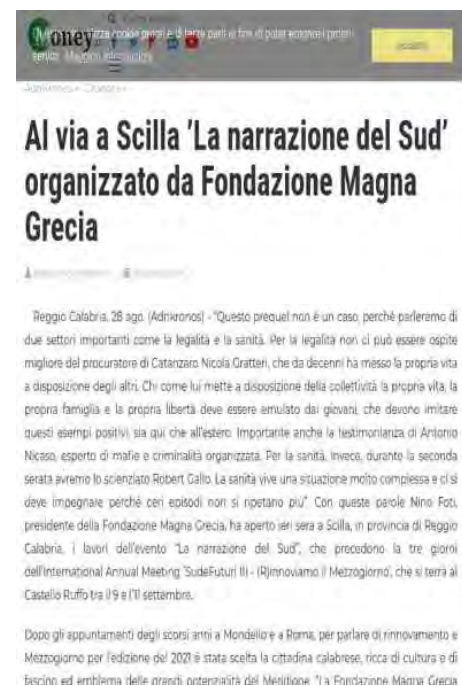 Money
Al via a Scilla 'La narrazione del Sud'
organizzato da Fondazione Magna
Grecia
Reggio Calabria, 28 ago. (Adnkronos) - "Questo prequel non è un caso, perché parleremo di
due settori importanti come la legalità e la sanità. Per la legalità non ci può essere ospite
migliore del procuratore di Catanzaro Nicola Gratteri, che da decenni ha messo la propria vita
a disposizione degli altri. Chi come lui mette a disposizione della collettività la propria vita, la
propria famiglia e la propria libertà deve essere emulato dai giovani, che devono imitare
questi esempi positivi, sia qui che all'estero. Importante anche la testimonianza di Antonio
Nicaso, esperto di mafie e criminalità organizzata. Per la sanità, invece, durante la seconda
serata avremo lo scienziato Robert Gallo. La sanità vive una situazione molto complessa e ci si
deve impegnare perché ceri episodi non si ripetano più". Con queste parole Nino Foti,
presidente della Fondazione Magna Grecia, ha aperto ieri sera a Scilla, in provincia di Reggio
Calabria, i lavori dell'evento "La narrazione del Sud", che precedono la tre giorni
dell'International Annual Meeting 'SudeFuturi III - (R)innoviamo il Mezzogiorno', che si terrà al
Castello Ruffo tra il 9 e l'11 settembre.
Dopo gli appuntamenti degli scorsi anni a Mondello e a Roma, per parlare di rinnovamento e
Mezzogiorno per l'edizione del 2021 è stata scelta la cittadina calabrese, ricca di cultura e di
fascino ed emblema delle grandi potenzialità del Meridione. "La Fondazione Magna Grecia